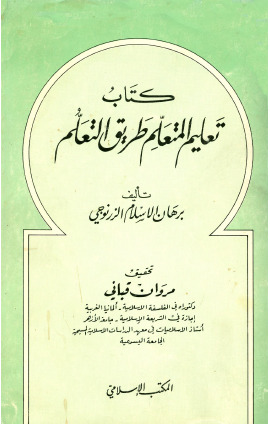 كتاب
تعليم المتعلم طريق التعلم
تأليف
برهان الإسلام الزرنوجي
تحقيق
مروان قباني
دكتوراه في الفلسفة الإسلامية - ألمانيا الغربية
إجازة في الشريعة الإسلامية - جامعة الأزهر
أستاذ الإسلاميات في معهد الدراسات الإسلامية المسيحية
الجامعة اليسوعية
المكتب الإسلامي